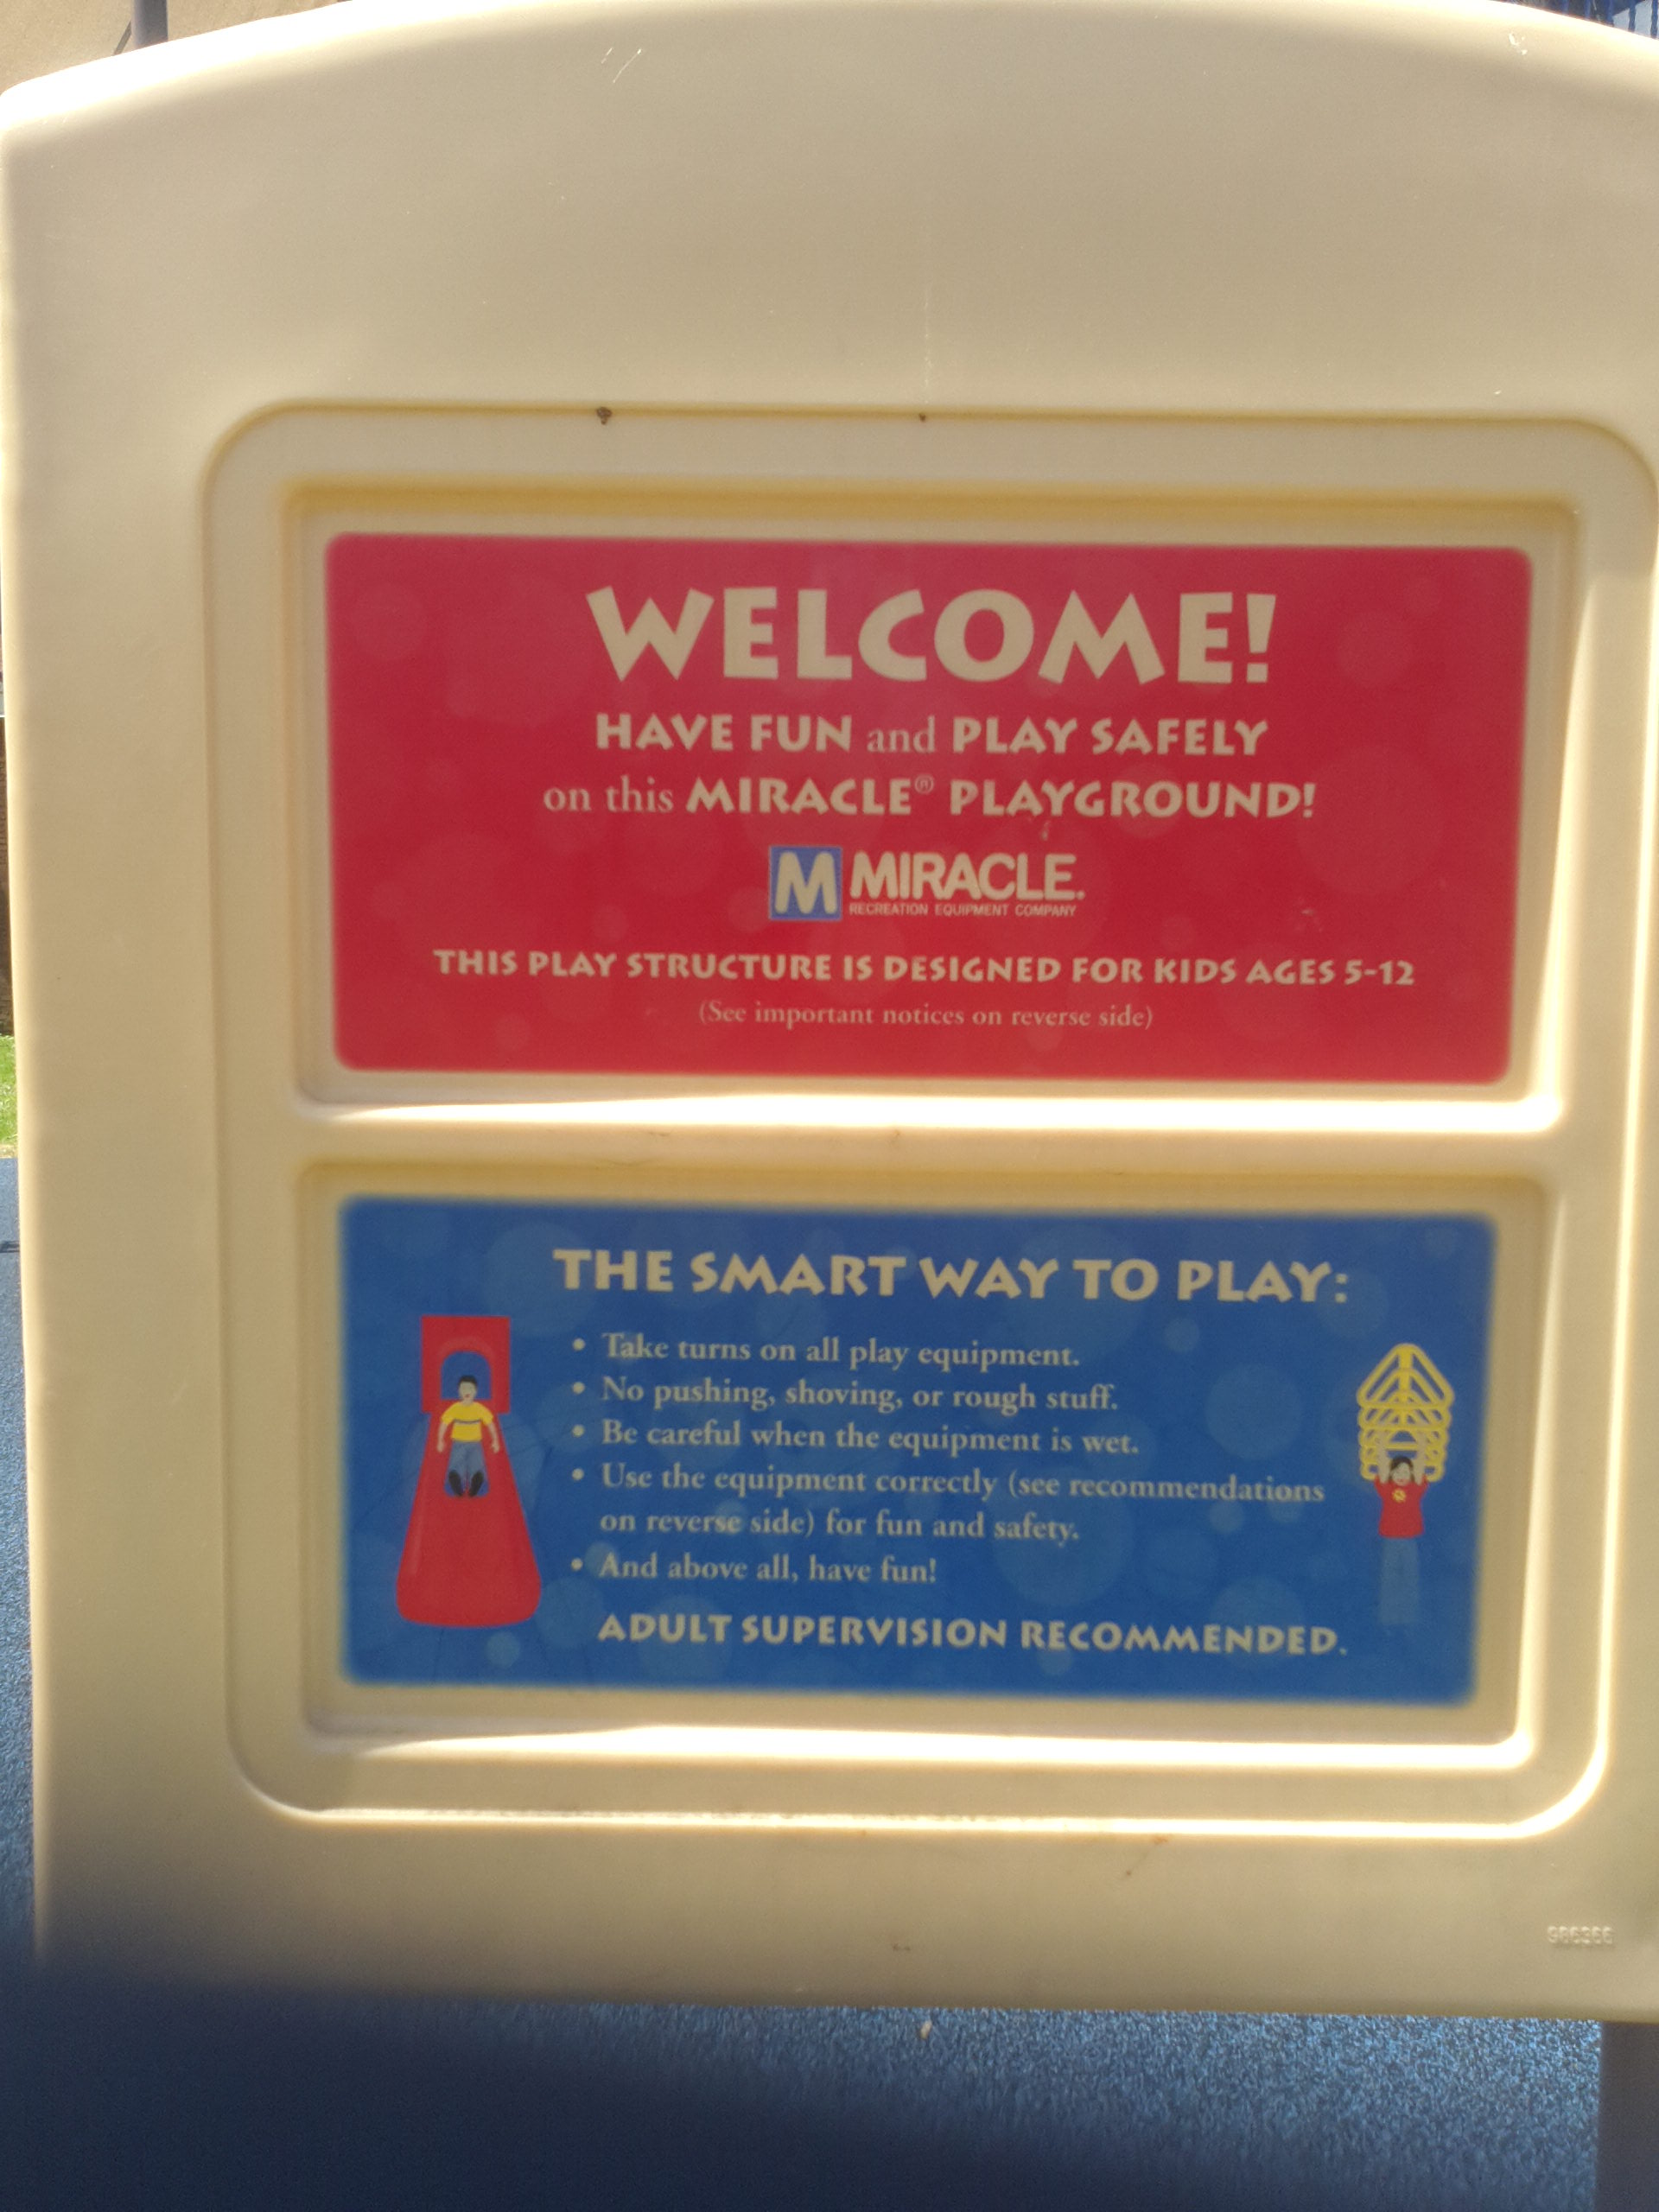 WELCOME!
HAVE FUN and PLAY SAFELY
on this MIRACLE® PLAYGROUND!
M MIRACLE.
RECREATION EQUIPMENT COMPANY
THIS PLAY STRUCTURE IS DESIGNED FOR KIDS AGES 5-12
(See important notices on reverse side)
THE SMART WAY TO PLAY:
• Take turns on all play equipment.
• No pushing, shoving, or rough stuff.
• Be careful when the equipment is wet.
• Use the equipment correctly (see recommendations
on reverse side) for fun and safety.
• And above all, have fun!
ADULT SUPERVISION RECOMMENDED.